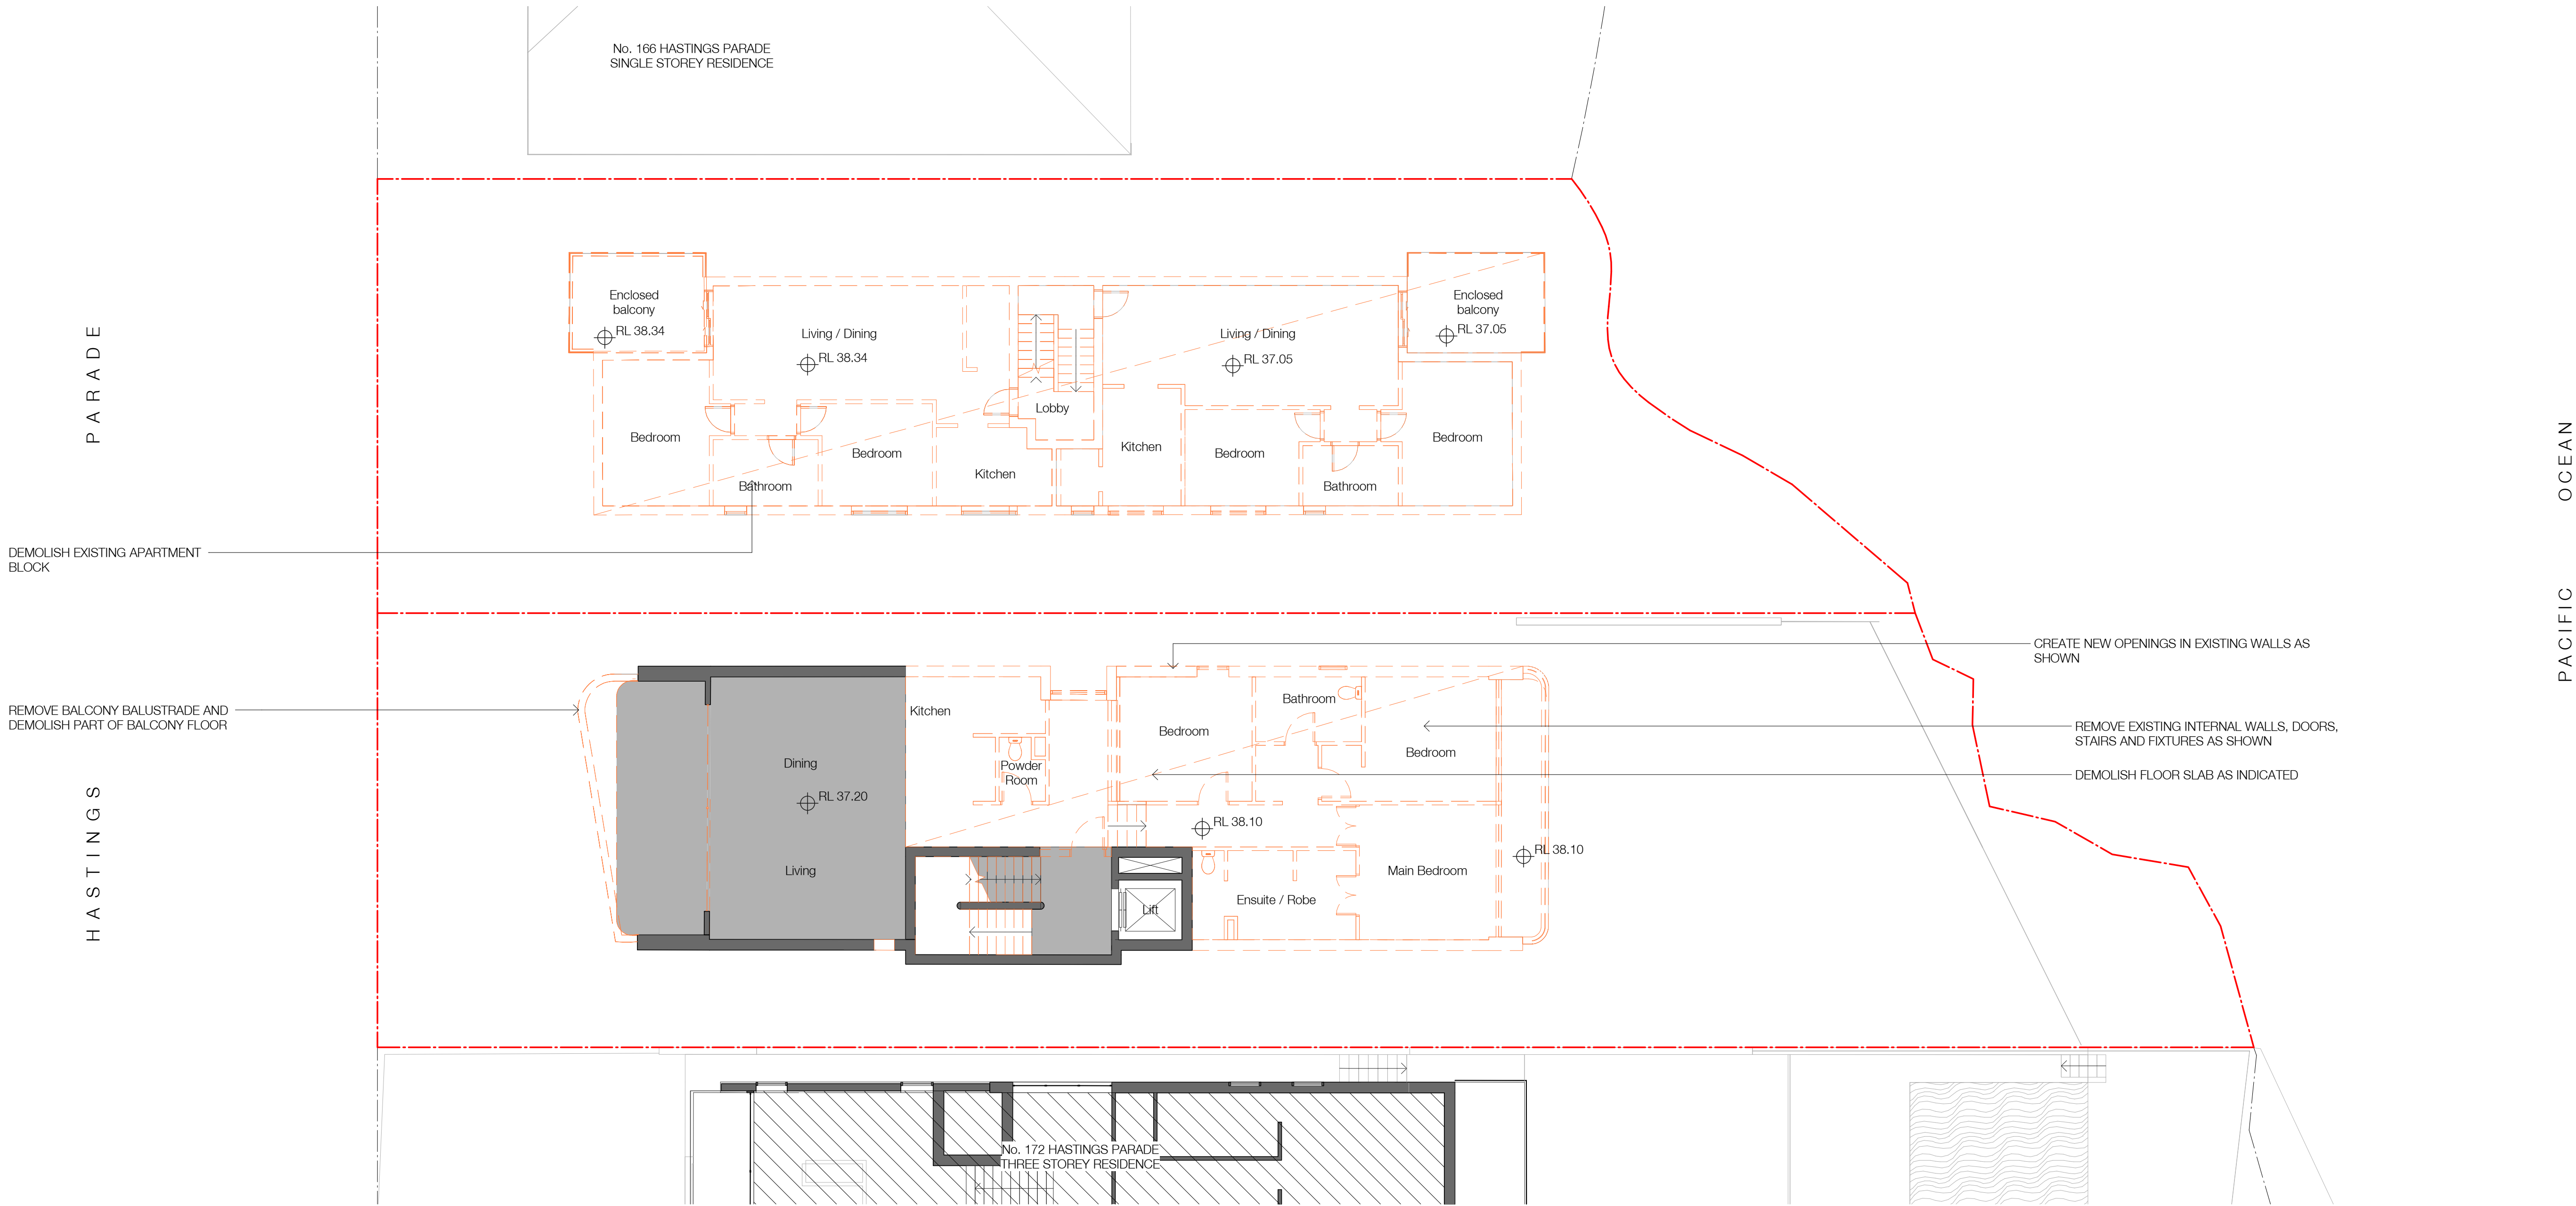 No. 166 HASTINGS PARADE
SINGLE STOREY RESIDENCE
HASTINGS PARADE
PACIFIC OCEAN
Enclosed
balcony
RL 38.34
Living / Dining
RL 38.34
Living / Dining
RL 37.05
Enclosed
balcony
RL 37.05
Lobby
Bedroom
Bathroom
Bedroom
Kitchen
Kitchen
Bedroom
Bathroom
Bedroom
DEMOLISH EXISTING APARTMENT
BLOCK
CREATE NEW OPENINGS IN EXISTING WALLS AS
SHOWN
REMOVE BALCONY BALUSTRADE AND
DEMOLISH PART OF BALCONY FLOOR
REMOVE EXISTING INTERNAL WALLS, DOORS,
STAIRS AND FIXTURES AS SHOWN
DEMOLISH FLOOR SLAB AS INDICATED
Kitchen
Bedroom
Bathroom
Bedroom
Dining
RL 37.20
Powder
Room
RL 38.10
RL 38.10
Living
Lift
Ensuite / Robe
Main Bedroom
No. 172 HASTINGS PARADE
THREE STOREY RESIDENCE